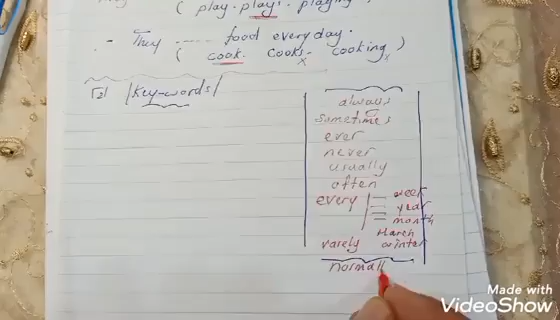 ( play. plays. playing )
- They ...... food everyday.
( cook. cooks. cooking )
[2] |key-words|
always
sometimes
ever
never
usually
often
every week
year
month
March
rarely winter
normall
Made with
VideoShow